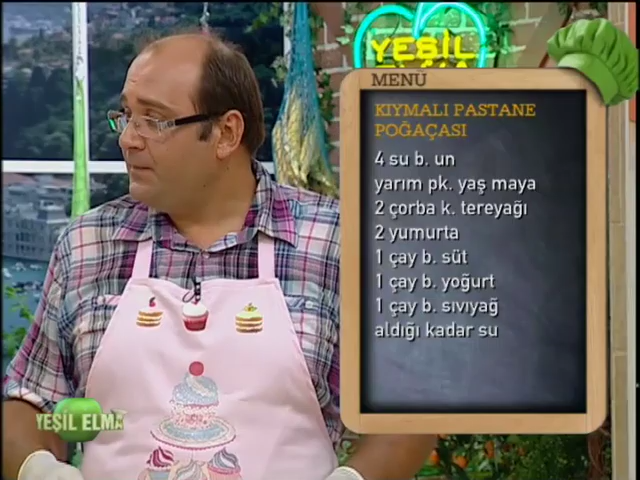 YEŞİL
MENÜ
KIYMALI PASTANE
POĞAÇASI
4 su b. un
yarım pk. yaş maya
2 çorba k. tereyağı
2 yumurta
1 çay b. süt
1 çay b. yoğurt
1 çay b. sıvıyağ
aldığı kadar su
YEŞİL ELMA